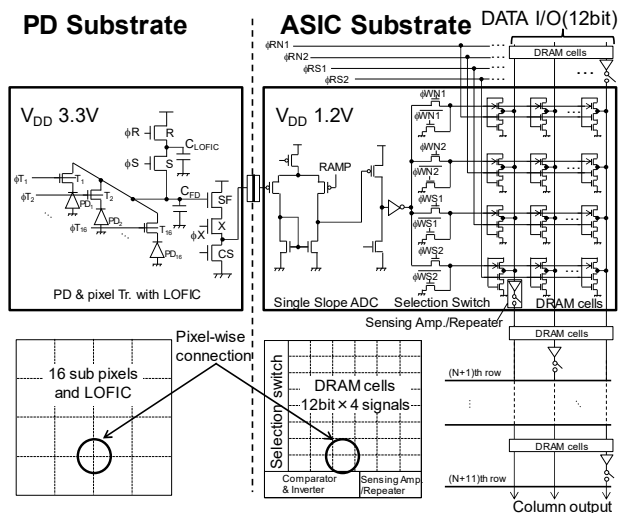 PD Substrate
ASIC Substrate
DATA I/O(12bit)
ϕRN1
ϕRN2
ϕRS1
ϕRS2
DRAM cells
V_DD 3.3V
ϕR
R
C_LOFIC
ϕS
S
ϕT₁
T₁
ϕT₂
T₂
PD₁
PD₂
C_FD
SF
ϕX
X
CS
ϕT₁₆
T₁₆
PD₁₆
PD & pixel Tr. with LOFIC
V_DD 1.2V
RAMP
ϕWN1
ϕWN1
ϕWN2
ϕWN2
ϕWS1
ϕWS1
ϕWS2
ϕWS2
Single Slope ADC
Selection Switch
DRAM cells
Sensing Amp./Repeater
DRAM cells
Pixel-wise
connection
16 sub pixels
and LOFIC
Selection switch
DRAM cells
12bit×4 signals
Comparator
& Inverter
Sensing Amp.
/Repeater
(N+1)th row
DRAM cells
(N+11)th row
Column output